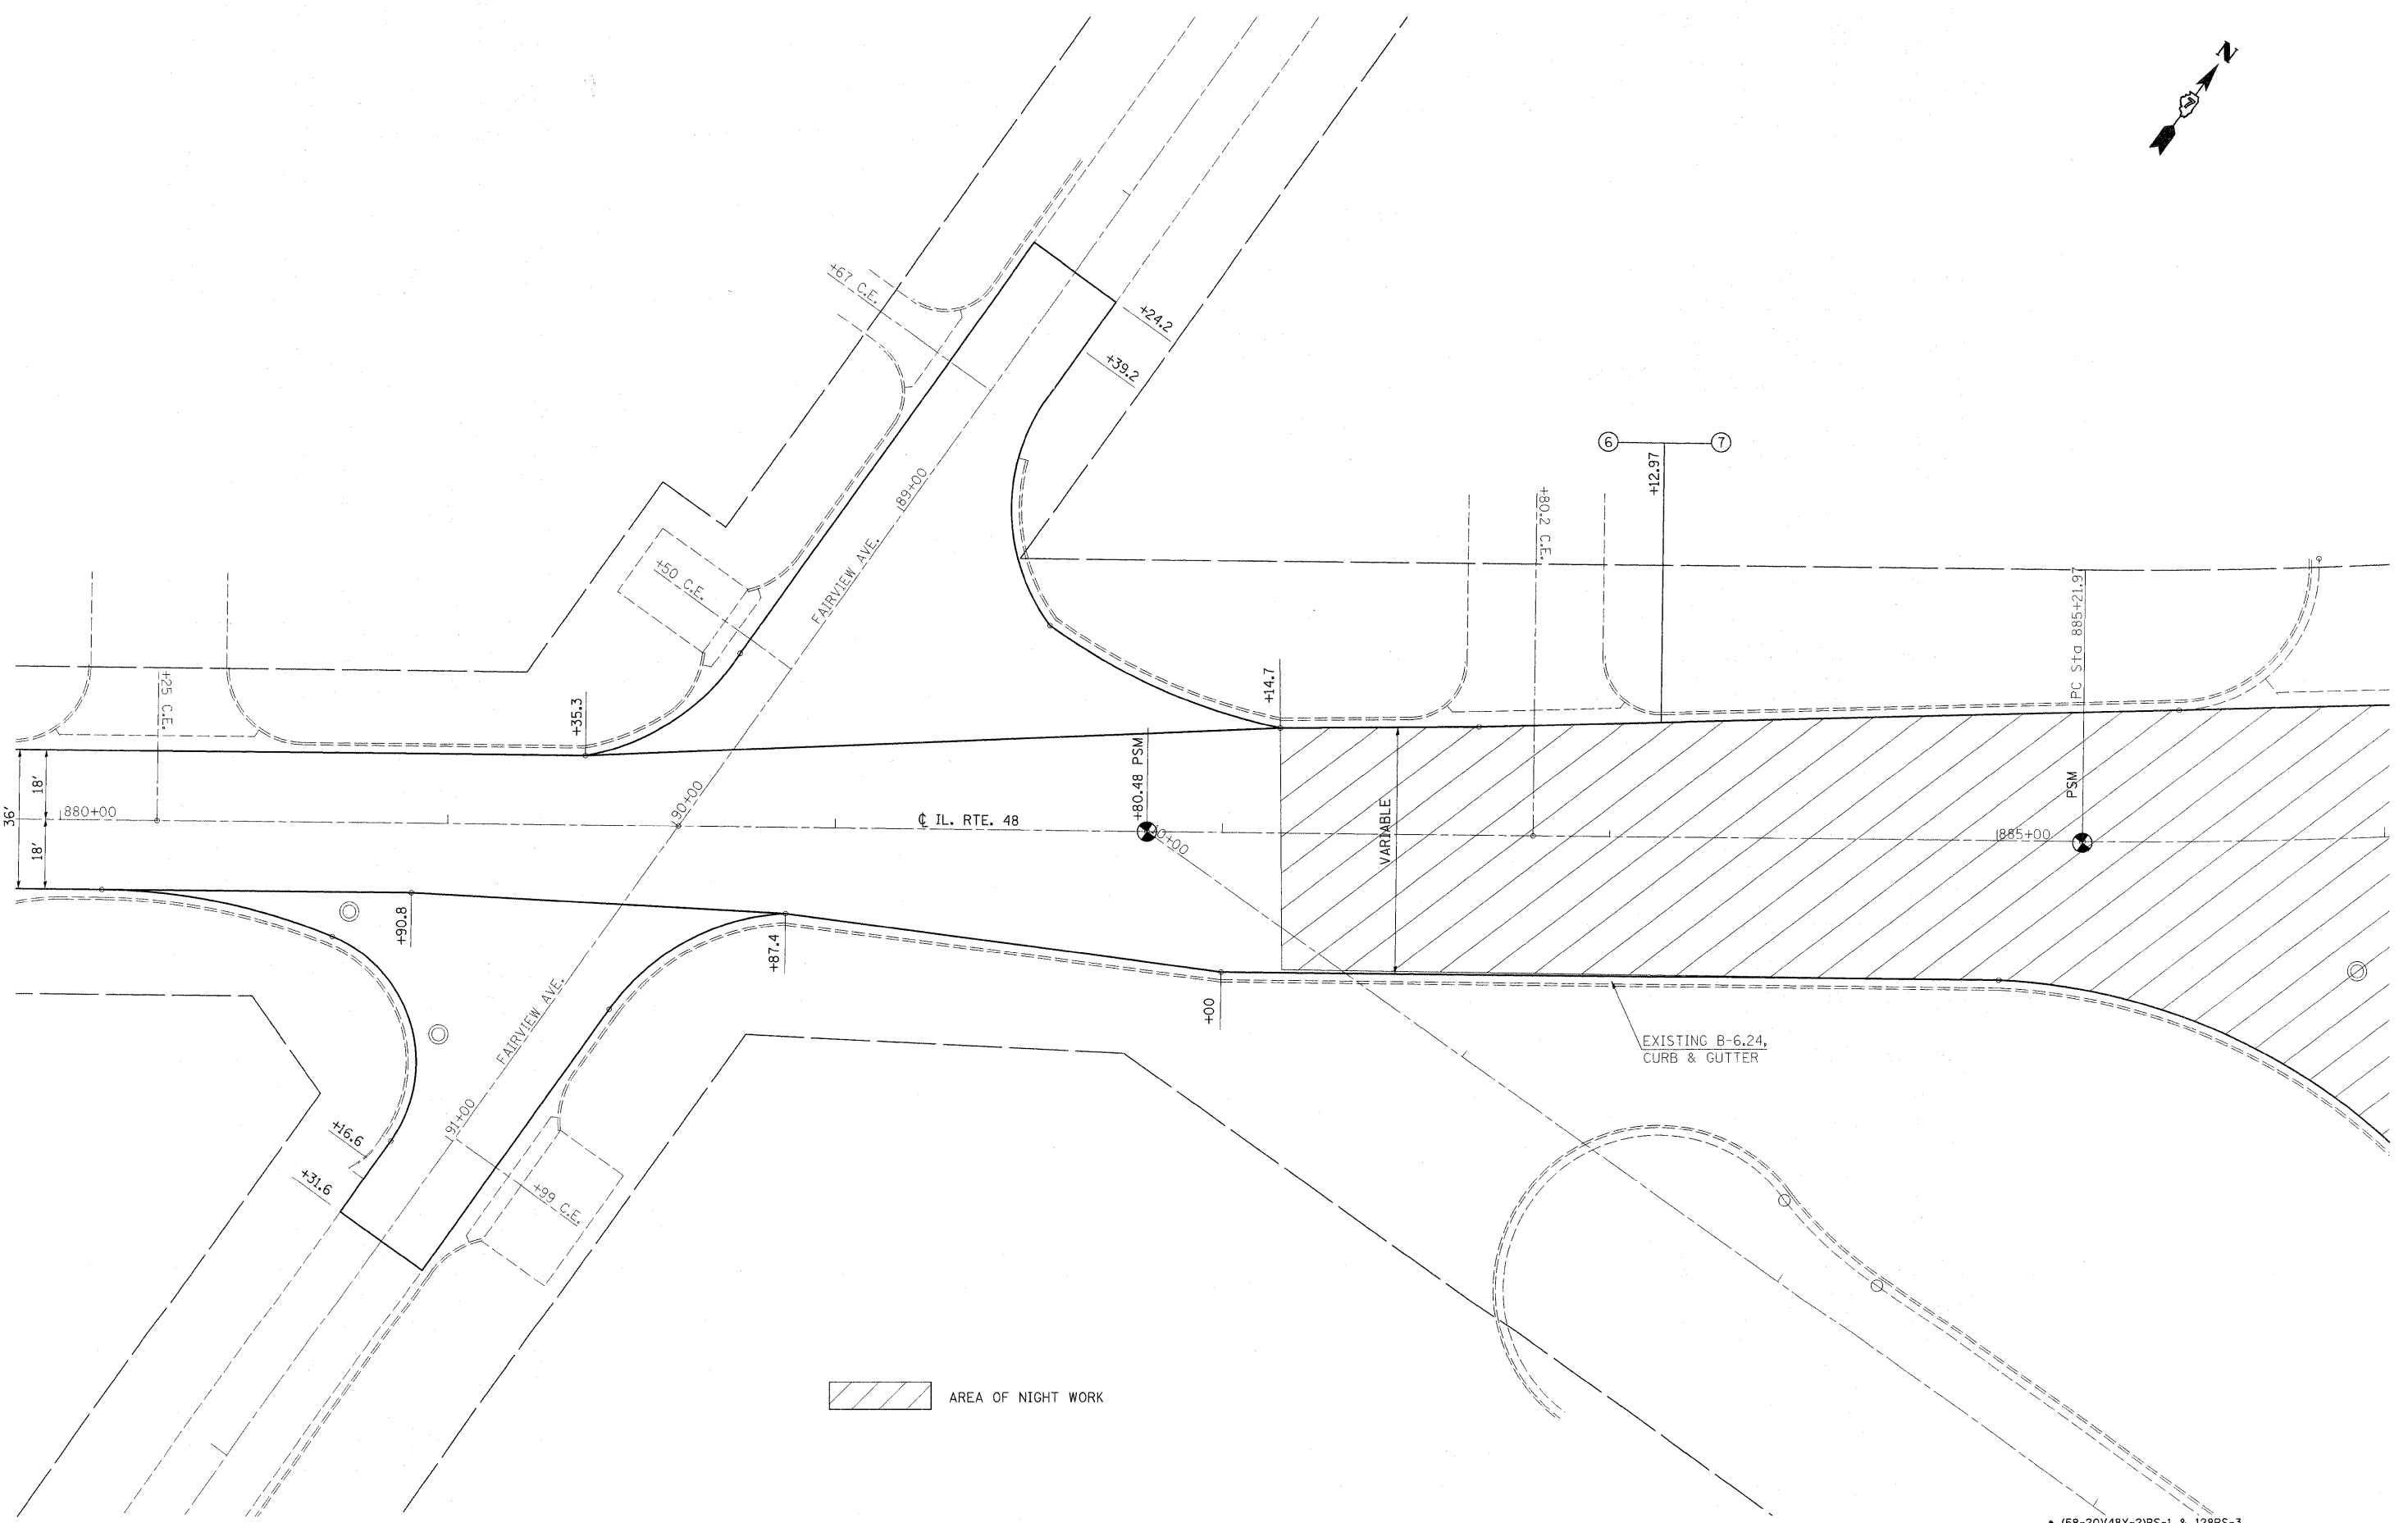 N
7
+67 C.E.
+24.2
+39.2
6
7
+12.97
+80.2 C.E.
89+00
FAIRVIEW AVE.
+50 C.E.
PC Sta 885+21.97
+25 C.E.
+35.3
+14.7
+80.48 PSM
PSM
18'
36'
18'
880+00
90+00
℄ IL. RTE. 48
VARIABLE
885+00
+90.8
+87.4
+00
FAIRVIEW AVE.
EXISTING B-6.24,
CURB & GUTTER
91+00
+16.6
+31.6
+99 C.E.
AREA OF NIGHT WORK